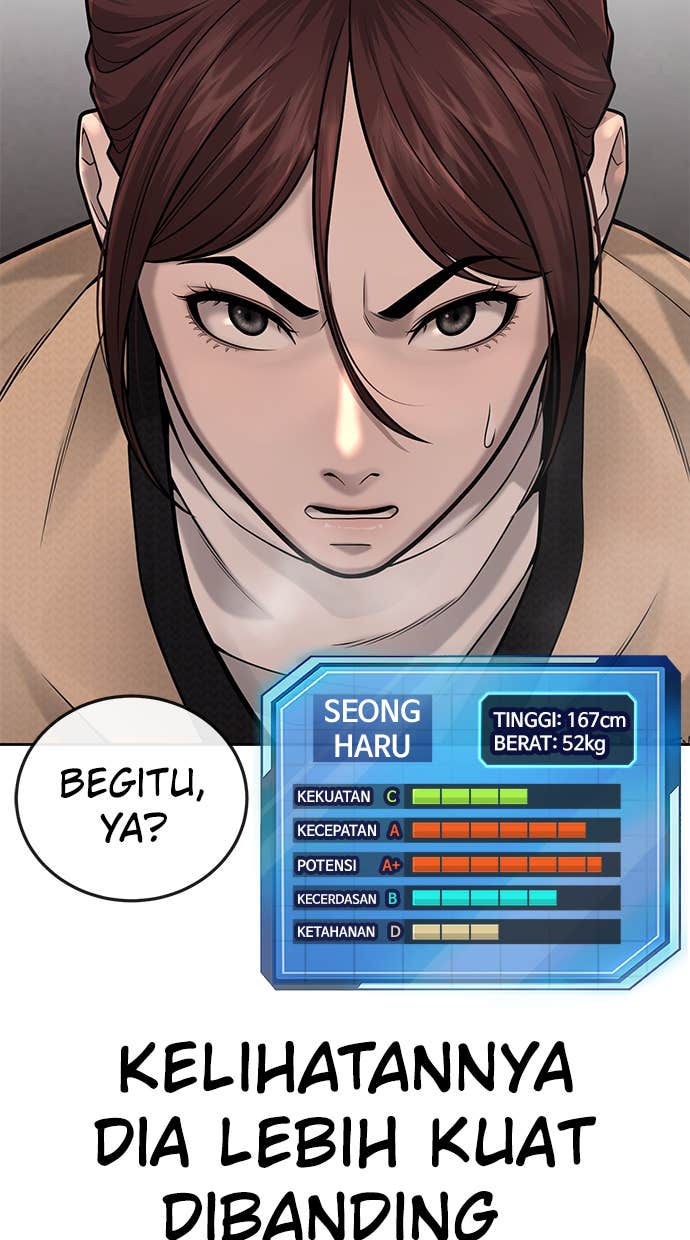 SEONG
HARU
TINGGI: 167cm
BERAT: 52kg
BEGITU,
YA?
KEKUATAN C
KECEPATAN A
POTENSI A+
KECERDASAN B
KETAHANAN D
KELIHATANNYA
DIA LEBIH KUAT
DIBANDING